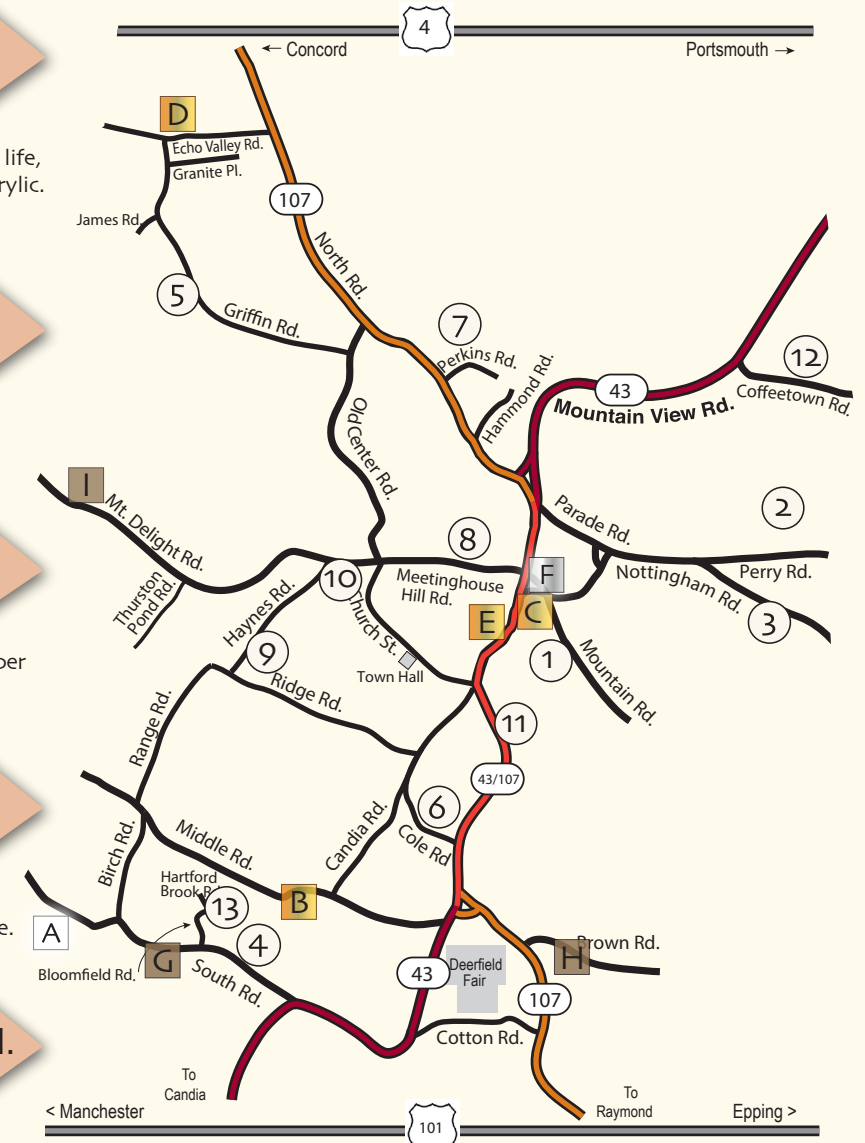 4
← Concord
Portsmouth →
D
Echo Valley Rd.
Granite Pl.
life,
rylic.
107
James Rd.
North Rd.
5
Griffin Rd.
7
Perkins Rd.
Hammond Rd.
12
43
Mountain View Rd.
Coffeetown Rd.
Old Center Rd.
I
Mt. Delight Rd.
Parade Rd.
2
8
10
Meetinghouse
Hill Rd.
F
Nottingham Rd.
Perry Rd.
Thurston
Pond Rd.
Haynes Rd.
Church St.
E
C
3
9
1
Mountain Rd.
per
Town Hall
Ridge Rd.
Range Rd.
11
43/107
6
Cole Rd
Candia Rd.
Middle Rd.
Birch Rd.
Hartford
Brook Rd
13
B
A
e.
4
G
Bloomfield Rd.
South Rd.
43
Deerfield
Fair
H
Brown Rd.
107
Cotton Rd.
d.
To
Candia
To
Raymond
< Manchester
Epping >
101